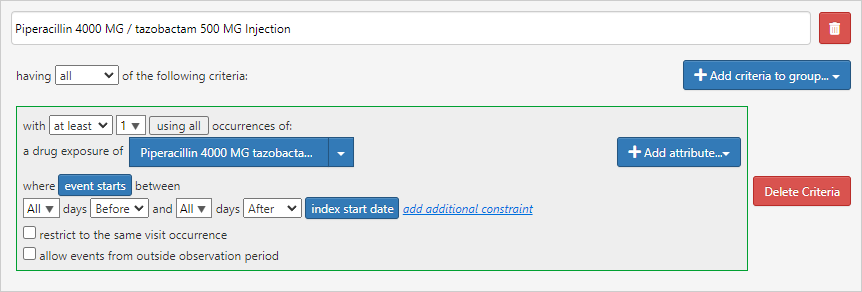 Piperacillin 4000 MG / tazobactam 500 MG Injection
having all of the following criteria:
Add criteria to group...
with at least 1 using all occurrences of:
a drug exposure of Piperacillin 4000 MG tazobacta...
Add attribute...
where event starts between
All days Before and All days After index start date add additional constraint
Delete Criteria
restrict to the same visit occurrence
allow events from outside observation period